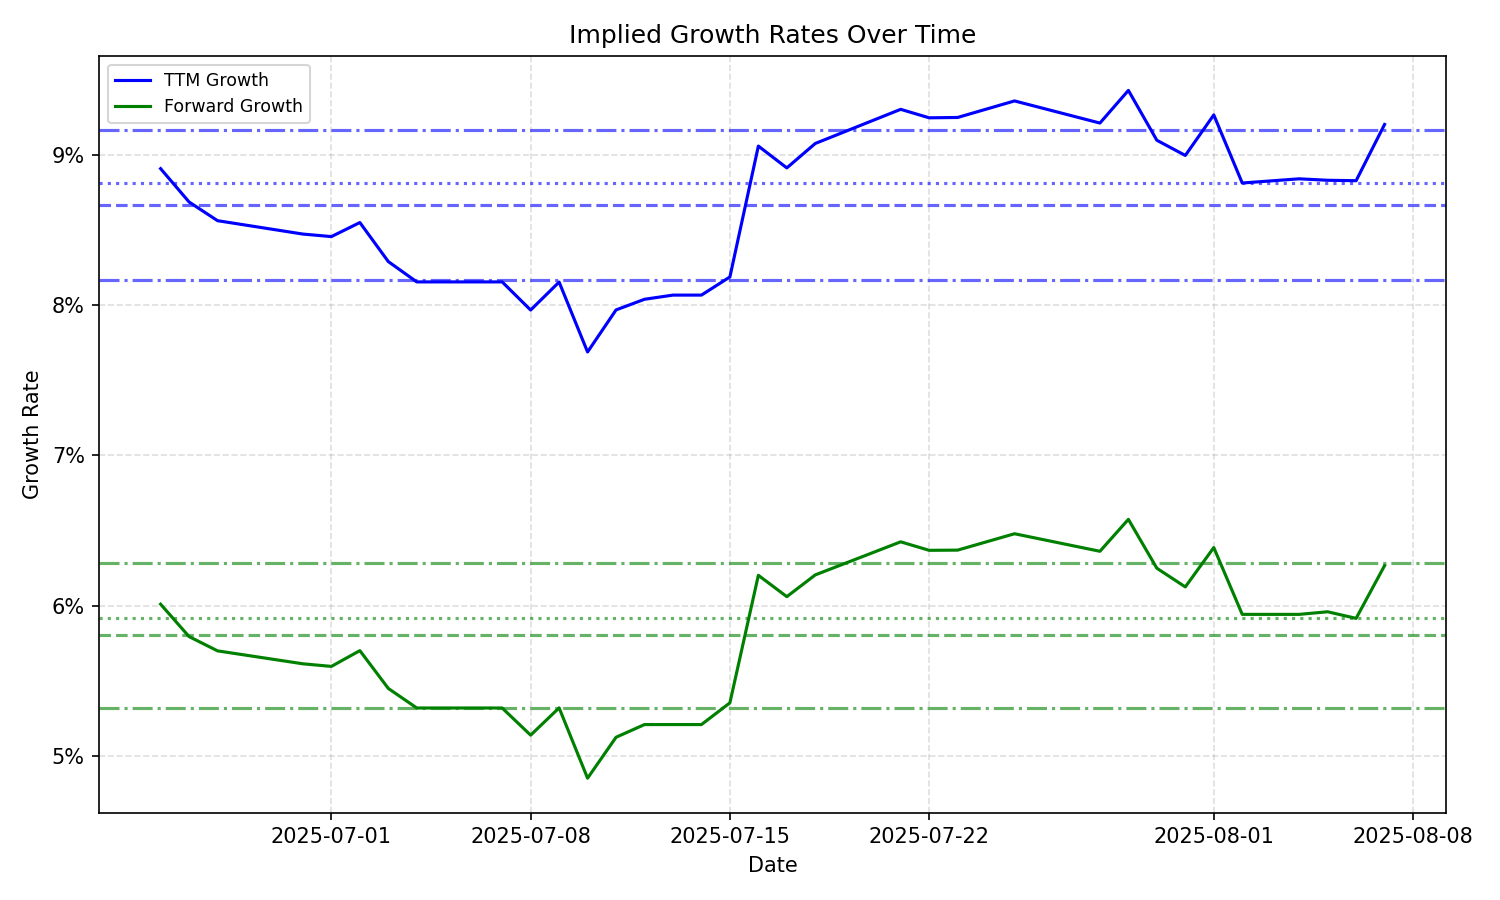 Implied Growth Rates Over Time
TTM Growth
Forward Growth
Growth Rate
9%
8%
7%
6%
5%
2025-07-01
2025-07-08
2025-07-15
2025-07-22
2025-08-01
2025-08-08
Date